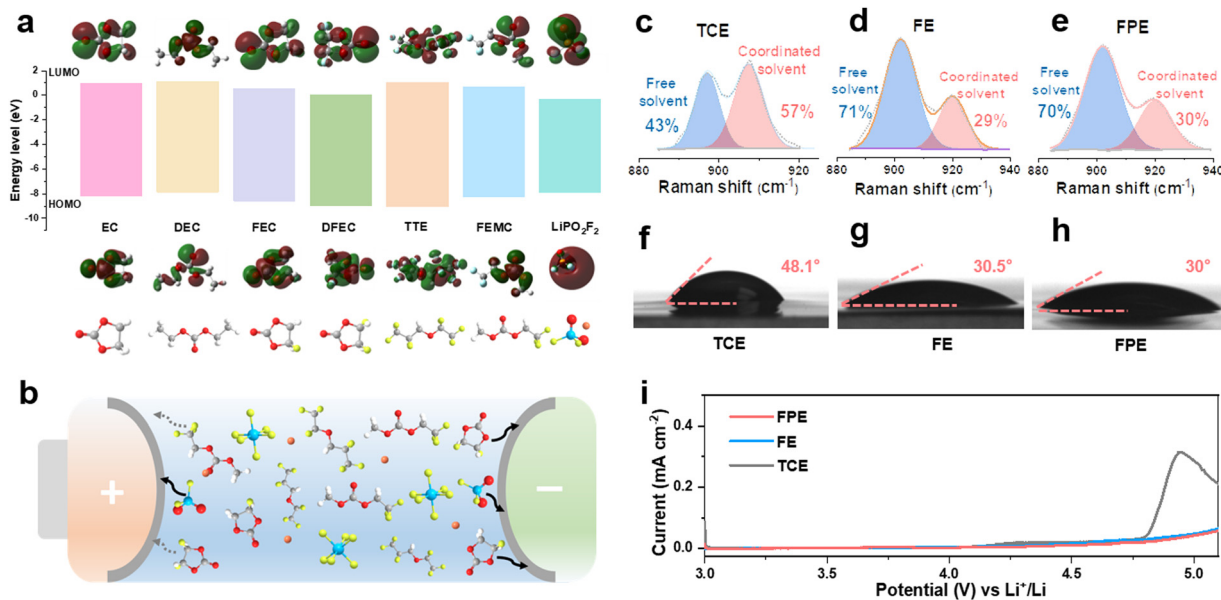 a
LUMO
2
0
-2
-4
-6
-8
-10
HOMO
Energy level (eV)
EC DEC FEC DFEC TTE FEMC LiPO₂F₂
b
+
−
c
TCE
Free solvent
43%
Coordinated solvent
57%
880 900 920
Raman shift (cm⁻¹)
d
FE
Free solvent
71%
Coordinated solvent
29%
880 900 920 940
Raman shift (cm⁻¹)
e
FPE
Free solvent
70%
Coordinated solvent
30%
880 900 920 940
Raman shift (cm⁻¹)
f
48.1°
TCE
g
30.5°
FE
h
30°
FPE
i
FPE
FE
TCE
0.4
0.2
0.0
Current (mA cm⁻²)
3.0 3.5 4.0 4.5 5.0
Potential (V) vs Li⁺/Li